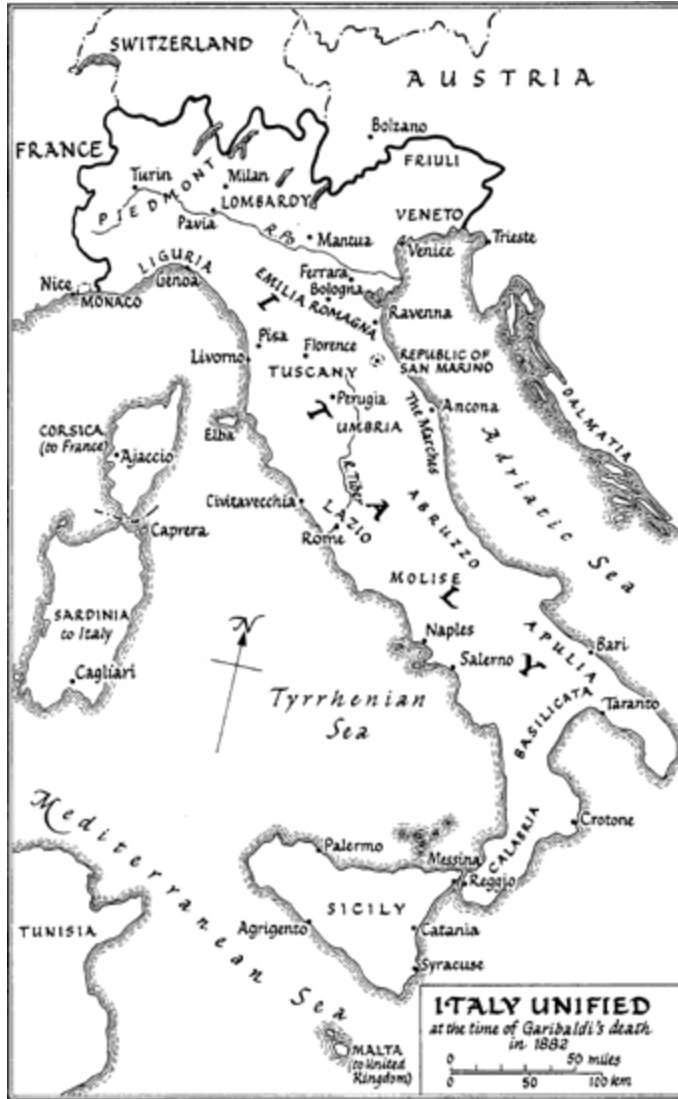 SWITZERLAND
AUSTRIA
Bolzano
FRANCE
FRIULI
Turin
Milan
PIEDMONT
LOMBARDY
VENETO
Pavia
R. Po
Mantua
Venice
Trieste
LIGURIA
Genoa
Nice
MONACO
Ferrara
Bologna
EMILIA ROMAGNA
Ravenna
Pisa
Florence
Livorno
TUSCANY
REPUBLIC OF
SAN MARINO
DALMATIA
Perugia
UMBRIA
The Marches
Ancona
Adriatic Sea
CORSICA
(to France)
Ajaccio
Elba
R. Tiber
Civitavecchia
LAZIO
Rome
ABRUZZO
Caprera
MOLISE
ITALY
SARDINIA
to Italy
Cagliari
N
Naples
Salerno
APULIA
Bari
BASILICATA
Taranto
Tyrrhenian
Sea
Mediterranean Sea
Palermo
Messina
Reggio
CALABRIA
Crotone
TUNISIA
SICILY
Agrigento
Catania
Syracuse
MALTA
(to United
Kingdom)
ITALY UNIFIED
at the time of Garibaldi's death
in 1882
0 50 miles
0 50 100 km